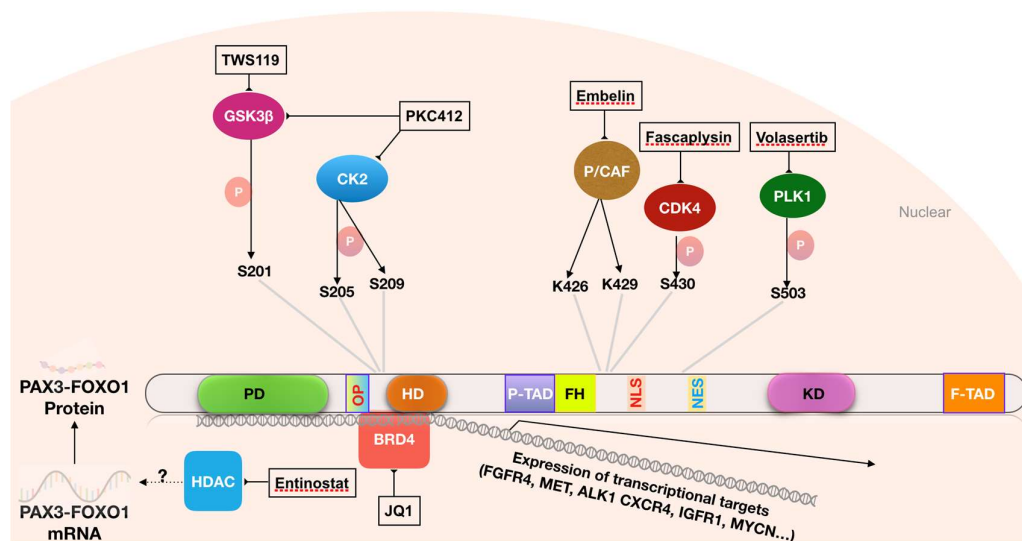 TWS119
GSK3β
PKC412
Embelin
Fascaplysin
Volasertib
P
CK2
P/CAF
CDK4
PLK1
Nuclear
P
P
P
S201
S205
S209
K426
K429
S430
S503
PAX3-FOXO1
Protein
PD
OP
HD
P-TAD
FH
NLS
NES
KD
F-TAD
BRD4
?
HDAC
Entinostat
JQ1
PAX3-FOXO1
mRNA
Expression of transcriptional targets
(FGFR4, MET, ALK1 CXCR4, IGFR1, MYCN...)